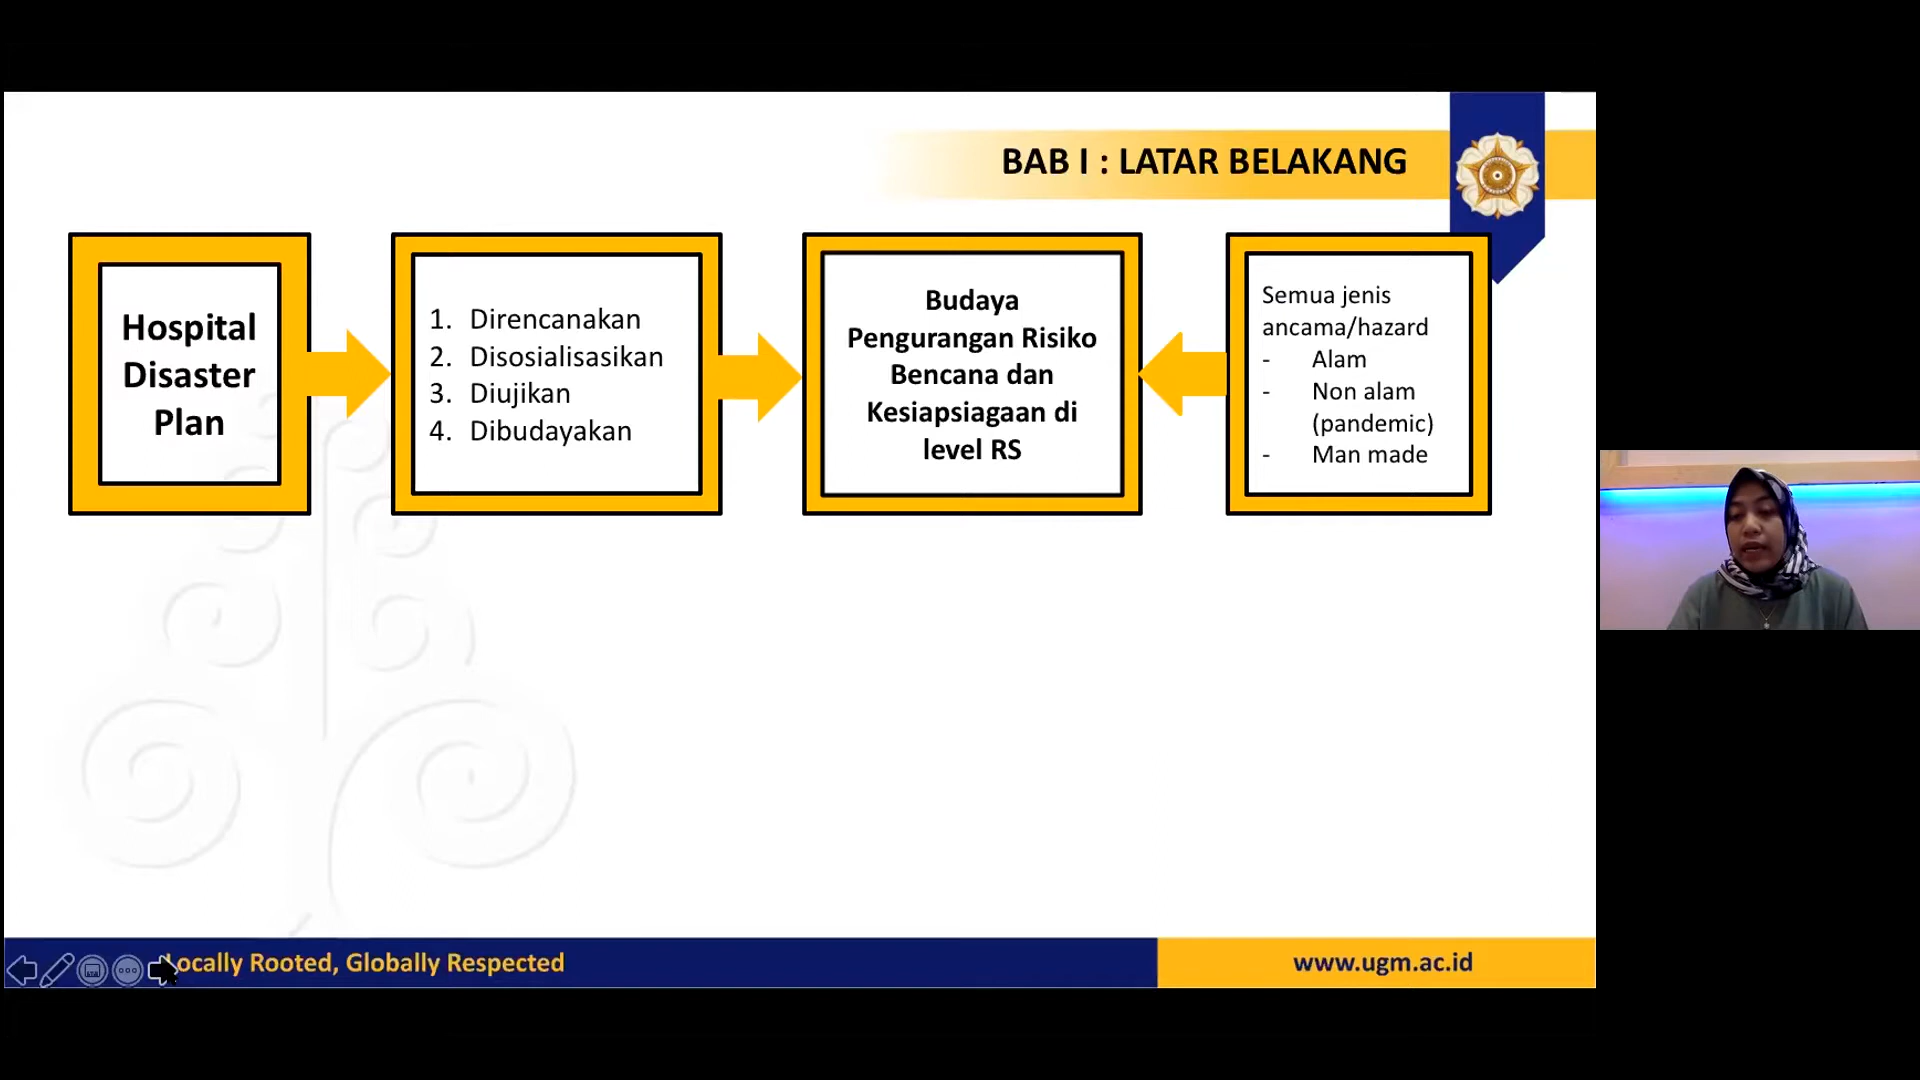 BAB I : LATAR BELAKANG
Hospital
Disaster
Plan
1. Direncanakan
2. Disosialisasikan
3. Diujikan
4. Dibudayakan
Budaya
Pengurangan Risiko
Bencana dan
Kesiapsiagaan di
level RS
Semua jenis
ancama/hazard
- Alam
- Non alam
(pandemic)
- Man made
Locally Rooted, Globally Respected
www.ugm.ac.id